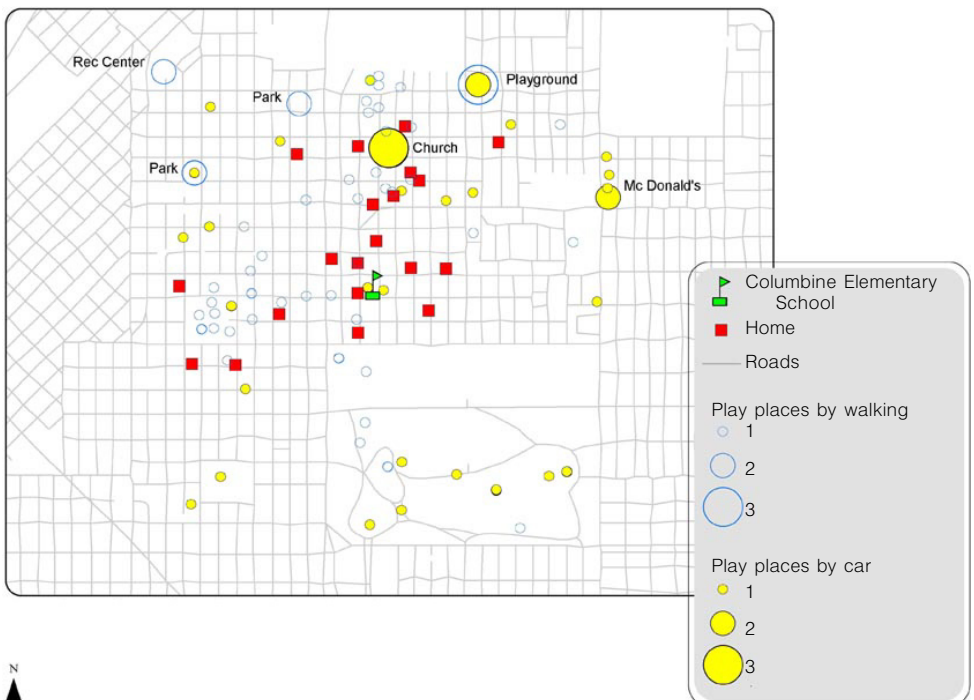 Rec Center
Playground
Park
Church
Park
Mc Donald's
Columbine Elementary
School
Home
Roads
Play places by walking
1
2
3
Play places by car
1
2
3
N